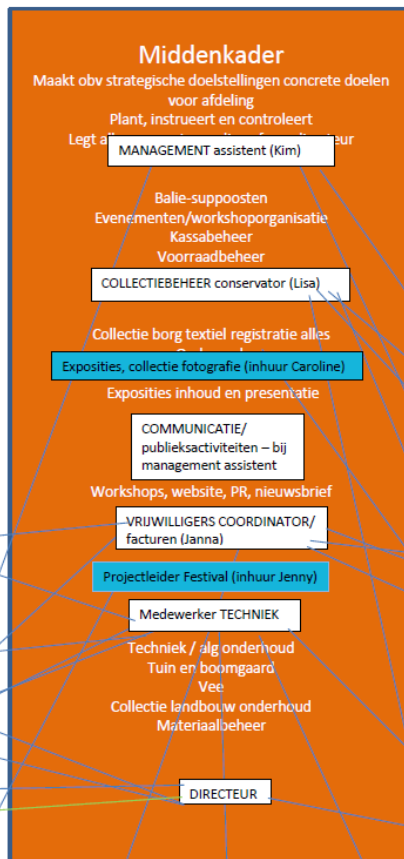 Middenkader
Maakt obv strategische doelstellingen concrete doelen
voor afdeling
Plant, instrueert en controleert
Legt
MANAGEMENT assistent (Kim)
Balie-suppoosten
Evenementen/workshoporganisatie
Kassabeheer
Voorraadbeheer
COLLECTIEBEHEER conservator (Lisa)
Collectie borg textiel registratie alles
Exposities, collectie fotografie (inhuur Caroline)
Exposities inhoud en presentatie
COMMUNICATIE/
publieksactiviteiten – bij
management assistent
Workshops, website, PR, nieuwsbrief
VRIJWILLIGERS COORDINATOR/
facturen (Janna)
Projectleider Festival (inhuur Jenny)
Medewerker TECHNIEK
Techniek / alg onderhoud
Tuin en boomgaard
Vee
Collectie landbouw onderhoud
Materiaalbeheer
DIRECTEUR